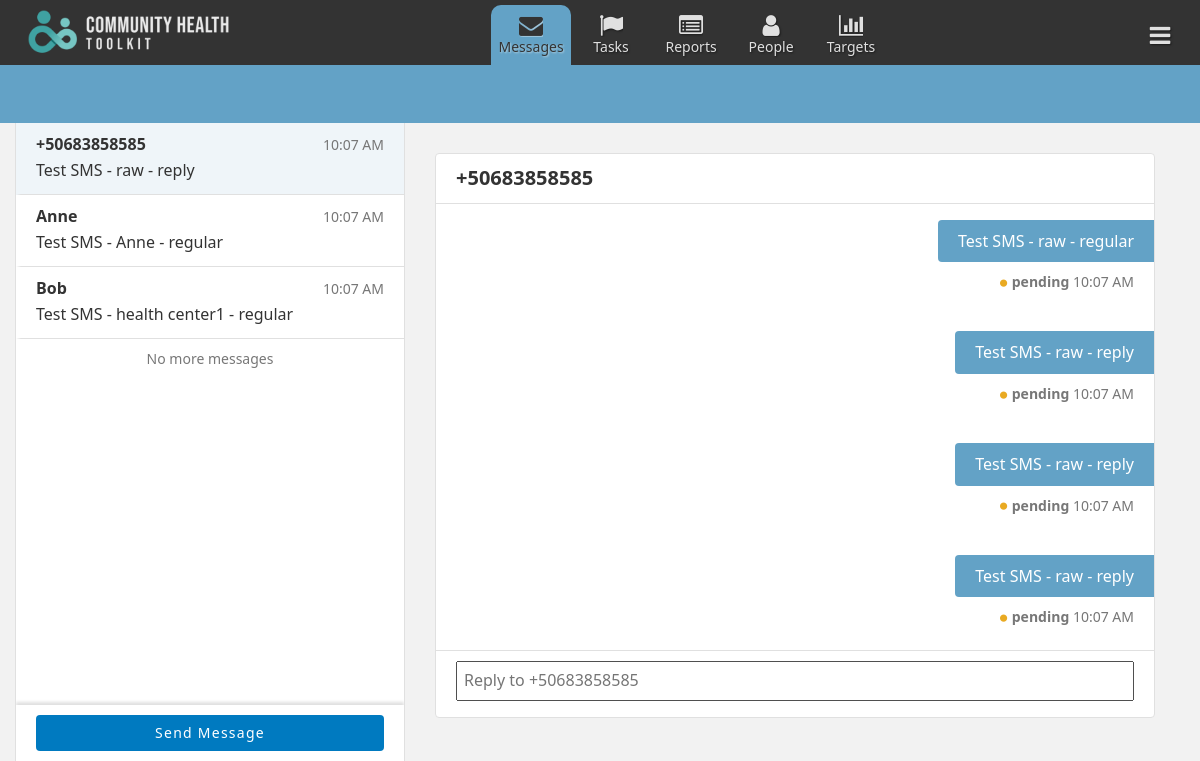 COMMUNITY HEALTH
TOOLKIT
Messages
Tasks
Reports
People
Targets
+50683858585 10:07 AM
Test SMS - raw - reply
Anne 10:07 AM
Test SMS - Anne - regular
Bob 10:07 AM
Test SMS - health center1 - regular
No more messages
Send Message
+50683858585
Test SMS - raw - regular
pending 10:07 AM
Test SMS - raw - reply
pending 10:07 AM
Test SMS - raw - reply
pending 10:07 AM
Test SMS - raw - reply
pending 10:07 AM
Reply to +50683858585